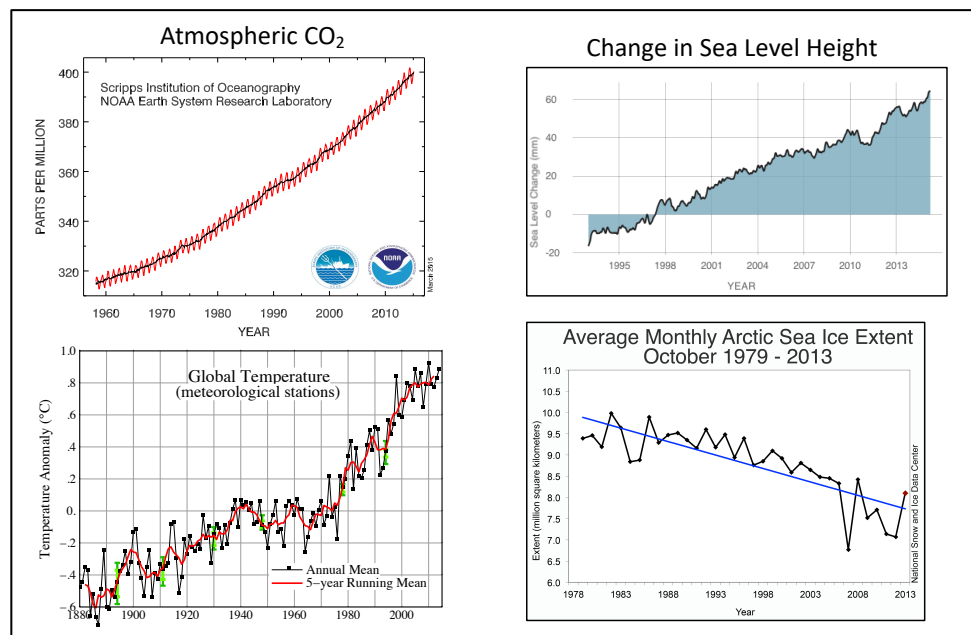 Atmospheric CO₂
Scripps Institution of Oceanography
NOAA Earth System Research Laboratory
PARTS PER MILLION
400
380
360
340
320
1960 1970 1980 1990 2000 2010
YEAR
NOAA
March 2015
Change in Sea Level Height
Sea Level Change (mm)
60
40
20
0
-20
1995 1998 2001 2004 2007 2010 2013
YEAR
Global Temperature
(meteorological stations)
Temperature Anomaly (°C)
1.0
.8
.6
.4
.2
0.
-.2
-.4
-.6
1880 1900 1920 1940 1960 1980 2000
Annual Mean
5-year Running Mean
Average Monthly Arctic Sea Ice Extent
October 1979 - 2013
Extent (million square kilometers)
11.0
10.5
10.0
9.5
9.0
8.5
8.0
7.5
7.0
6.5
6.0
1978 1983 1988 1993 1998 2003 2008 2013
Year
National Snow and Ice Data Center